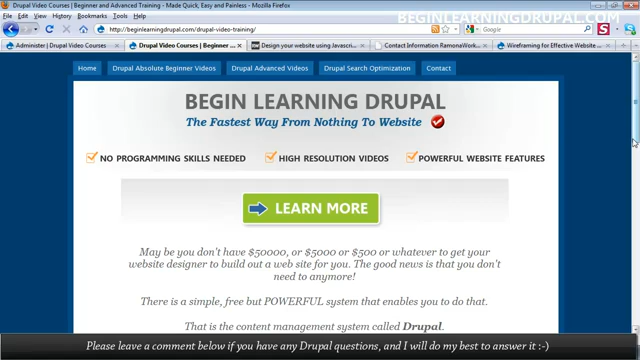 Drupal Video Courses | Beginner and Advanced Training - Made Quick, Easy and Painless - Mozilla Firefox
BEGINLEARNINGDRUPAL.COM
Edit View History Bookmarks Tools Help
http://beginlearningdrupal.com/drupal-video-training/
Google
Administer | Drupal Video Courses
Drupal Video Courses | Beginner ...
Design your website using Javascri...
Contact Information RamonaWork...
Wireframing for Effective Website ...
Home
Drupal Absolute Beginner Videos
Drupal Advanced Videos
Drupal Search Optimization
Contact
BEGIN LEARNING DRUPAL
The Fastest Way From Nothing To Website
NO PROGRAMMING SKILLS NEEDED
HIGH RESOLUTION VIDEOS
POWERFUL WEBSITE FEATURES
LEARN MORE
May be you don't have $50000, or $5000 or $500 or whatever to get your
website designer to build out a web site for you. The good news is that you don't
need to anymore!
There is a simple, free but POWERFUL system that enables you to do that.
That is the content management system called Drupal.
Please leave a comment below if you have any Drupal questions, and I will do my best to answer it :-)